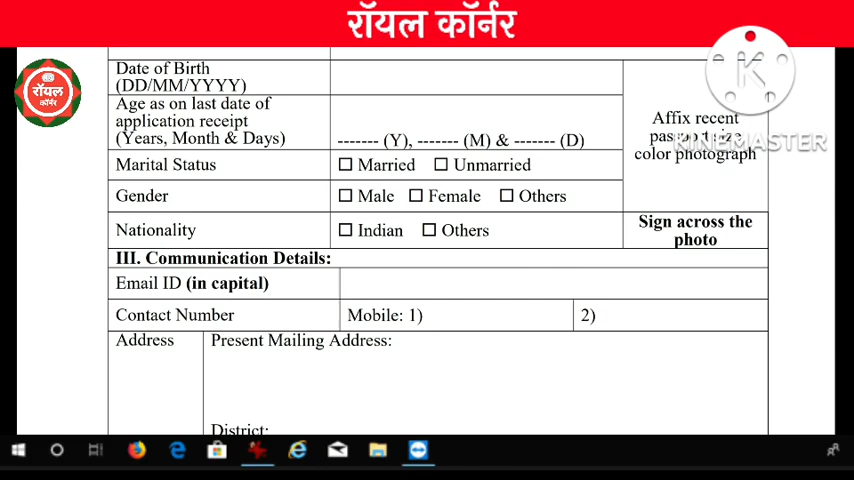 रॉयल कॉर्नर
रॉयल
कॉर्नर
Date of Birth
(DD/MM/YYYY)
Age as on last date of
application receipt
(Years, Month & Days)
------- (Y), ------- (M) & ------- (D)
Affix recent
passport size
color photograph
K
KINEMASTER
Marital Status
☐ Married ☐ Unmarried
Gender
☐ Male ☐ Female ☐ Others
Nationality
☐ Indian ☐ Others
Sign across the
photo
III. Communication Details:
Email ID (in capital)
Contact Number
Mobile: 1)
2)
Address
Present Mailing Address:
District: